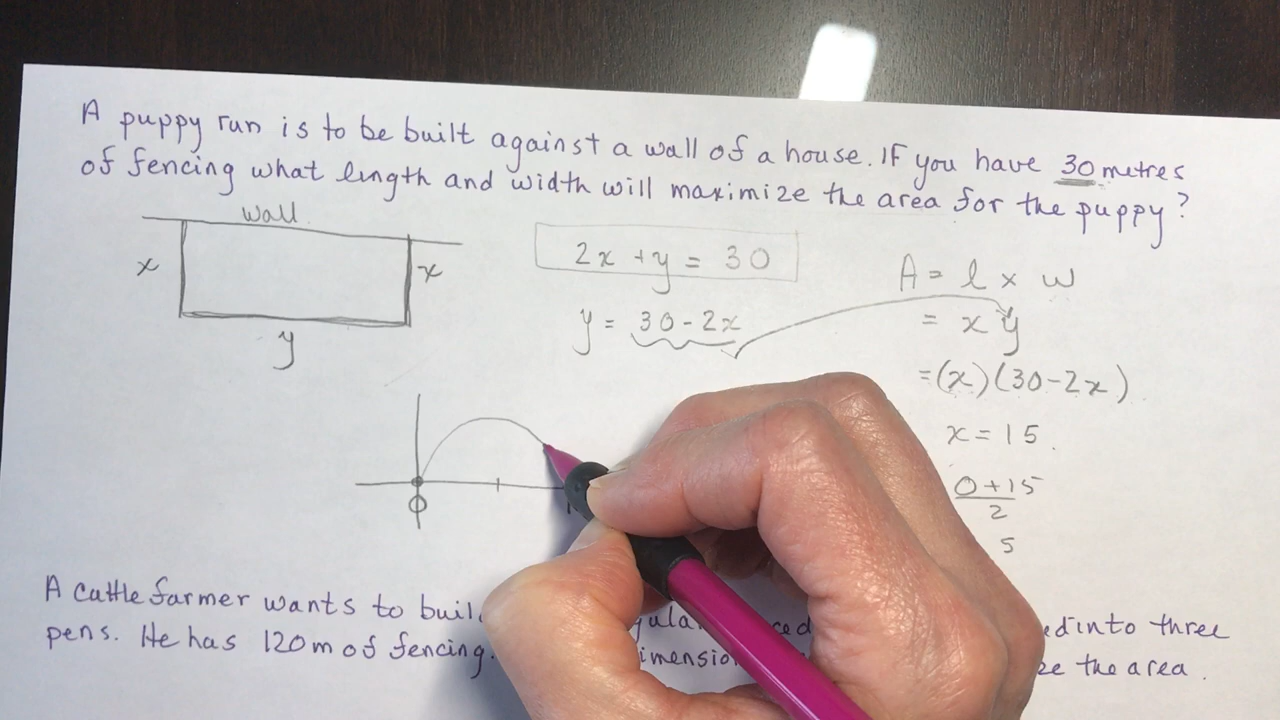 A puppy run is to be built against a wall of a house. If you have 30 metres
of fencing what length and width will maximize the area for the puppy?
wall
x x
y
2x + y = 30
y = 30 - 2x
A = l x w
= x y
= (x)(30 - 2x)
x = 15
0 + 15
2
5
0
A cattle farmer wants to
pens. He has 120m of fencing.
into three
the area.